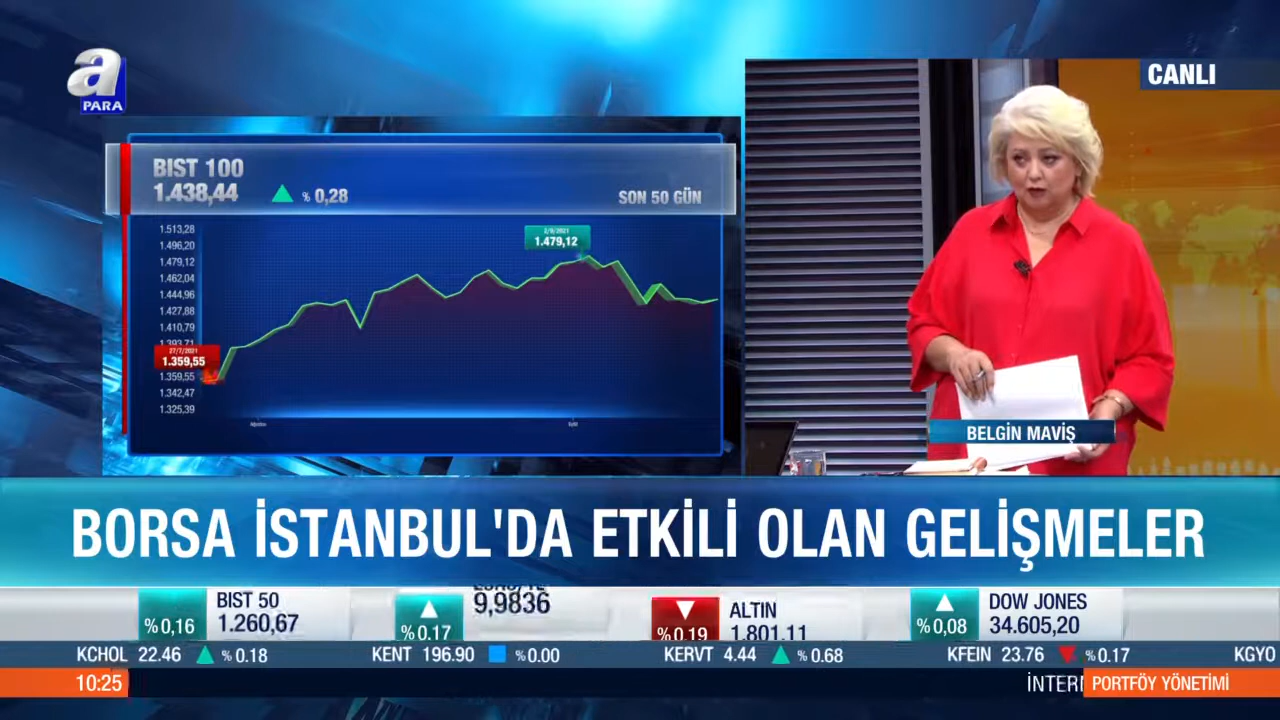 a
PARA
CANLI
BIST 100
1.438,44 % 0,28
SON 50 GÜN
1.513,28
1.496,20
1.479,12
1.462,04
1.444,96
1.427,88
1.410,79
1.393,71
1.359,55
1.342,47
1.325,39
2/9/2021
1.479,12
27/7/2021
1.359,55
Ağustos
Eylül
BELGİN MAVİŞ
BORSA İSTANBUL'DA ETKİLİ OLAN GELİŞMELER
%0,16 BIST 50 1.260,67
%0,17 9,9836
%0,19 ALTIN 1.801,11
%0,08 DOW JONES 34.605,20
KCHOL 22.46 %0.18 KENT 196.90 %0.00 KERVT 4.44 %0.68 KFEIN 23.76 %0.17 KGYO
10:25 PORTFÖY YÖNETİMİ